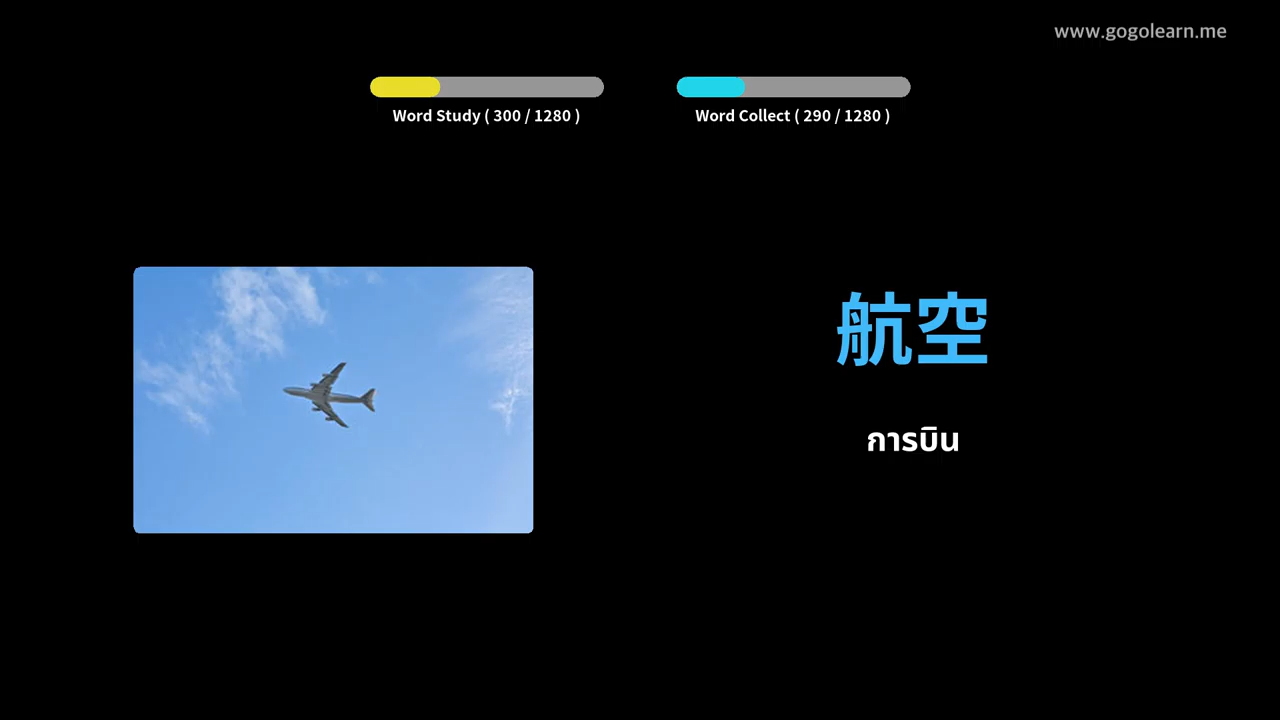 www.gogolearn.me
Word Study ( 300 / 1280 )
Word Collect ( 290 / 1280 )
航空
การบิน